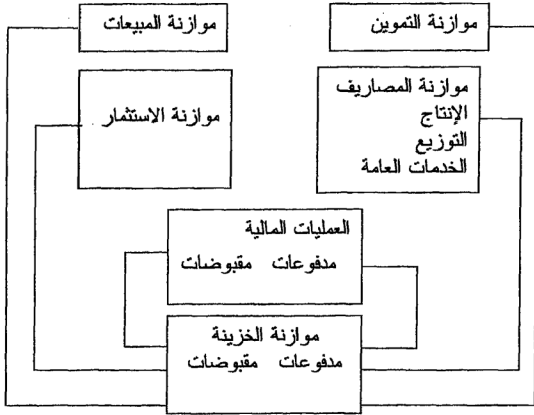 موازنة التموين
موازنة المبيعات
موازنة المصاريف
الإنتاج
التوزيع
الخدمات العامة
موازنة الاستثمار
العمليات المالية
مدفوعات مقبوضات
موازنة الخزينة
مدفوعات مقبوضات